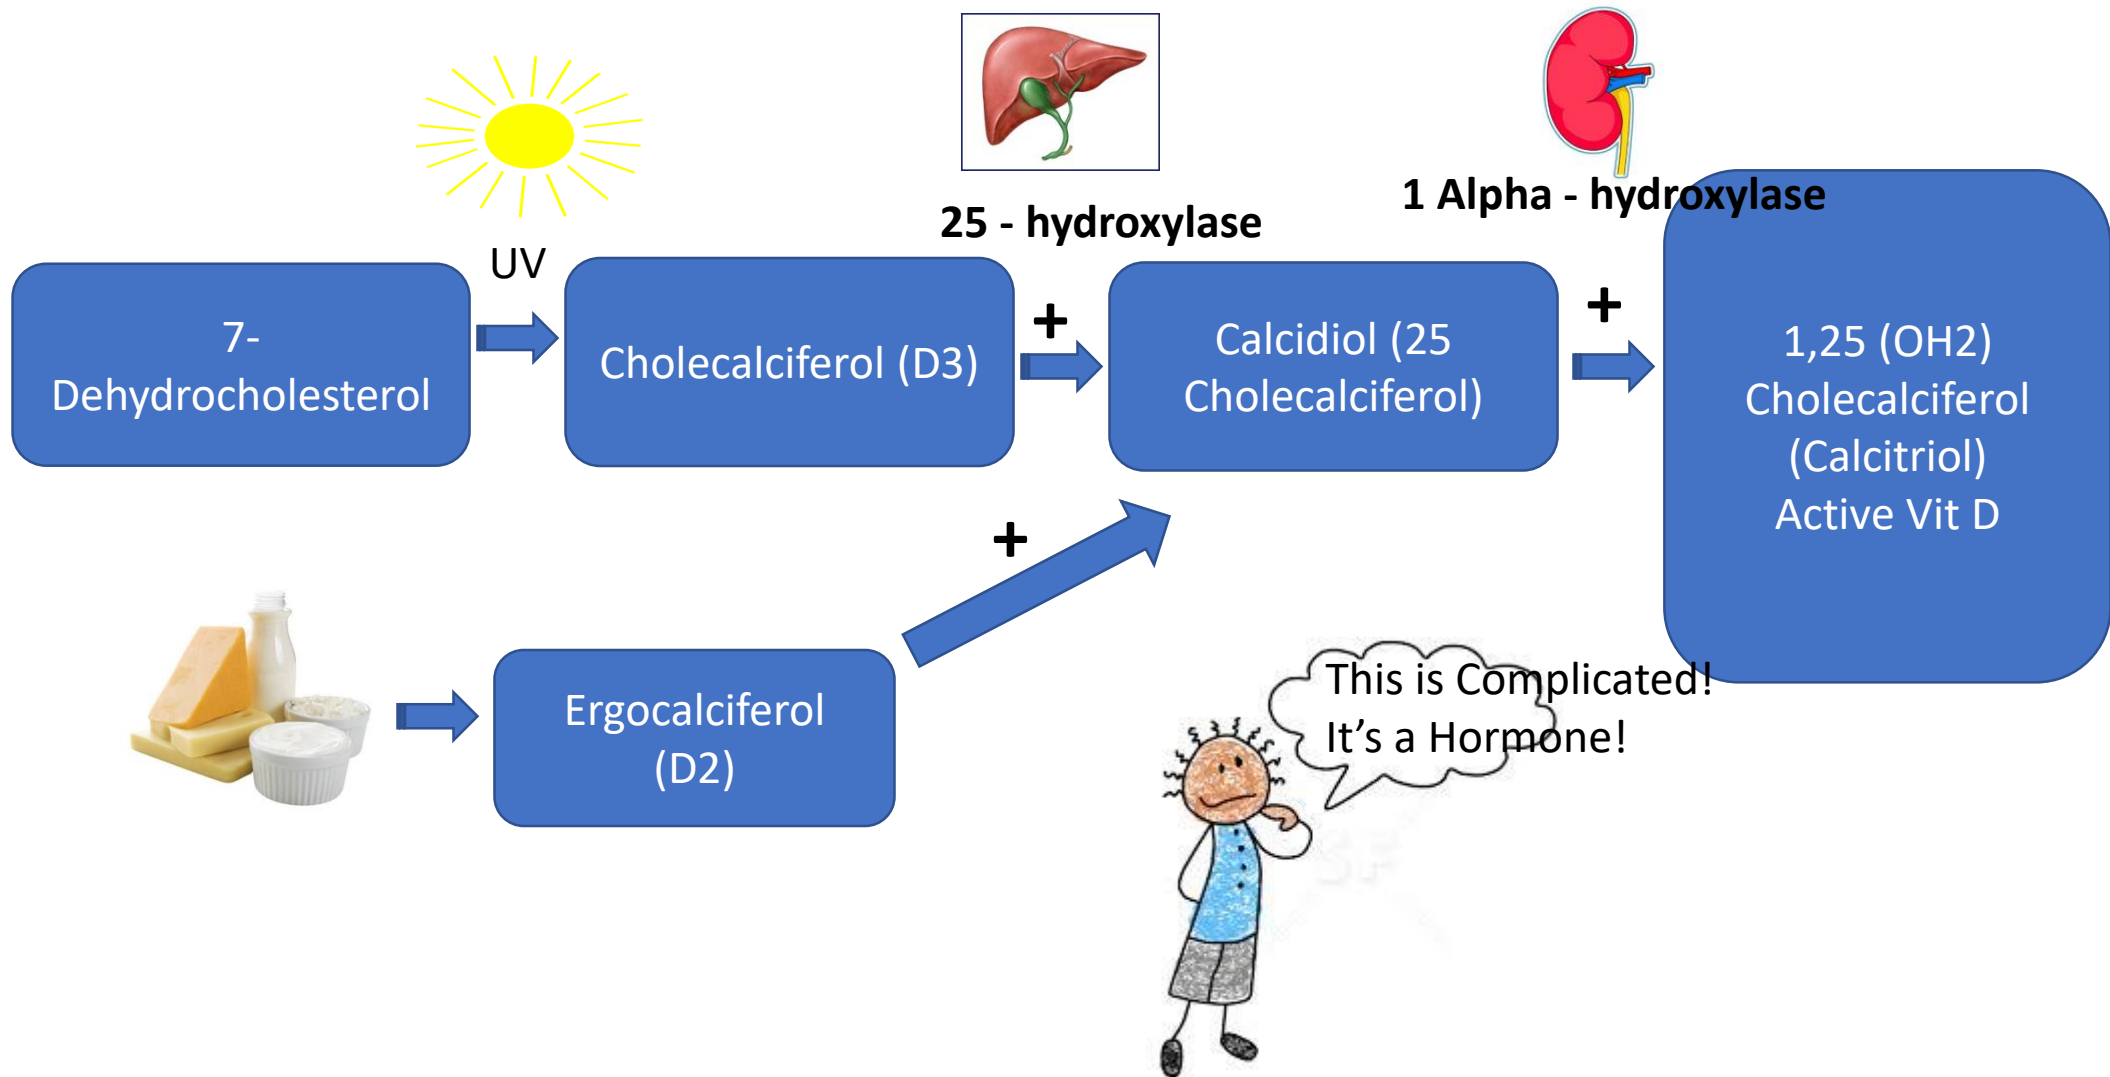 25 - hydroxylase
1 Alpha - hydroxylase
UV
7-
Dehydrocholesterol
Cholecalciferol (D3)
+
Calcidiol (25
Cholecalciferol)
+
1,25 (OH2)
Cholecalciferol
(Calcitriol)
Active Vit D
+
Ergocalciferol
(D2)
This is Complicated!
It’s a Hormone!
SF